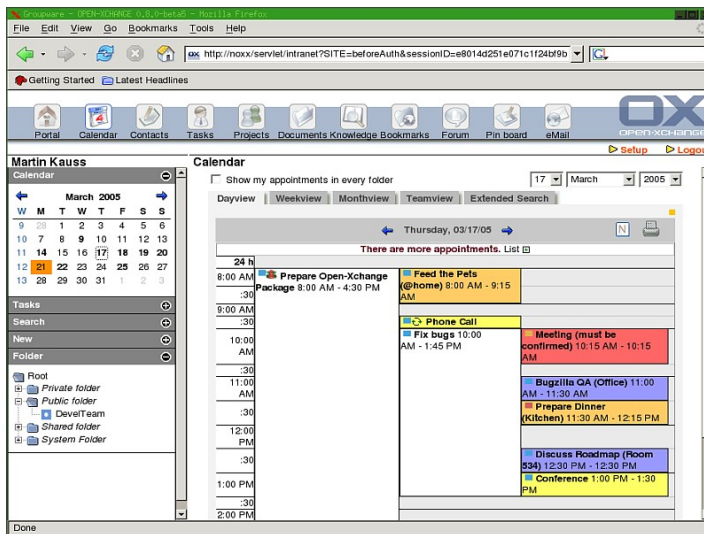 Groupware - OPEN-XCHANGE 0.8.0-beta5 - Mozilla Firefox
File Edit View Go Bookmarks Tools Help
http://noxx/servlet/intranet?SITE=beforeAuth&sessionID=e8014d251e071c1f24bf9b
G
Getting Started Latest Headlines
Portal Calendar Contacts Tasks Projects Documents Knowledge Bookmarks Forum Pin board eMail
OX
OPEN-XCHANGE
Setup Logou
Martin Kauss
Calendar
Calendar
Show my appointments in every folder
17 March 2005
March 2005
W M T W T F S S
9 28 1 2 3 4 5 6
10 7 8 9 10 11 12 13
11 14 15 16 17 18 19 20
12 21 22 23 24 25 26 27
13 28 29 30 31 1 2 3
Tasks
Search
New
Folder
Root
Private folder
Public folder
DevelTeam
Shared folder
System Folder
Dayview Weekview Monthview Teamview Extended Search
Thursday, 03/17/05
N
There are more appointments. List
24 h
8:00 AM
:30
9:00 AM
:30
10:00
AM
:30
11:00
AM
:30
12:00
PM
:30
1:00 PM
:30
2:00 PM
Prepare Open-Xchange
Package 8:00 AM - 4:30 PM
Feed the Pets
(@home) 8:00 AM - 9:15
AM
Phone Call
Fix bugs 10:00
AM - 1:45 PM
Meeting (must be
confirmed) 10:15 AM - 10:15
AM
Bugzilla QA (Office) 11:00
AM - 11:30 AM
Prepare Dinner
(Kitchen) 11:30 AM - 12:15 PM
Discuss Roadmap (Room
534) 12:30 PM - 12:30 PM
Conference 1:00 PM - 1:30
PM
Done